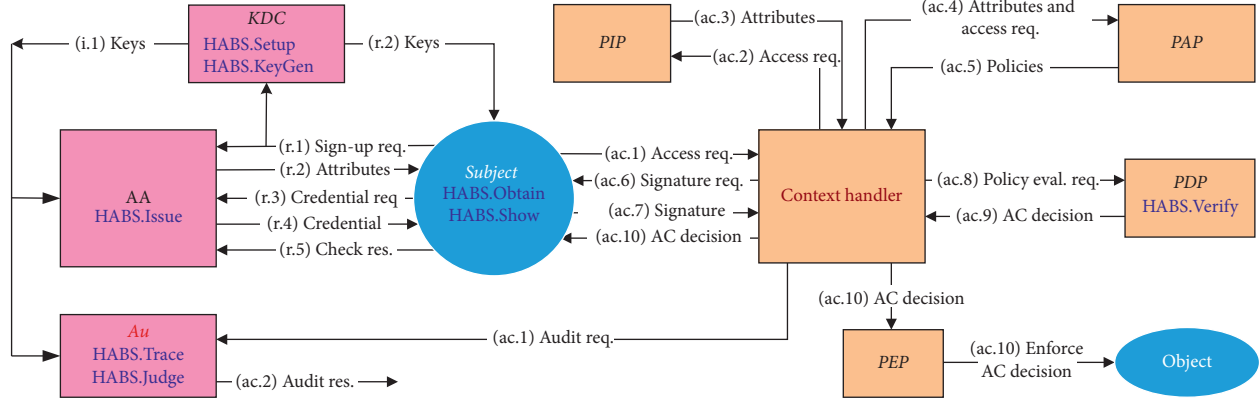 KDC
HABS.Setup
HABS.KeyGen
(i.1) Keys
(r.2) Keys
PIP
(ac.3) Attributes
(ac.2) Access req.
(ac.4) Attributes and
access req.
(ac.5) Policies
PAP
AA
HABS.Issue
(r.1) Sign-up req.
(r.2) Attributes
(r.3) Credential req
(r.4) Credential
(r.5) Check res.
Subject
HABS.Obtain
HABS.Show
(ac.1) Access req.
(ac.6) Signature req.
(ac.7) Signature
(ac.10) AC decision
Context handler
(ac.8) Policy eval. req.
(ac.9) AC decision
PDP
HABS.Verify
Au
HABS.Trace
HABS.Judge
(ac.1) Audit req.
(ac.2) Audit res.
(ac.10) AC decision
PEP
(ac.10) Enforce
AC decision
Object